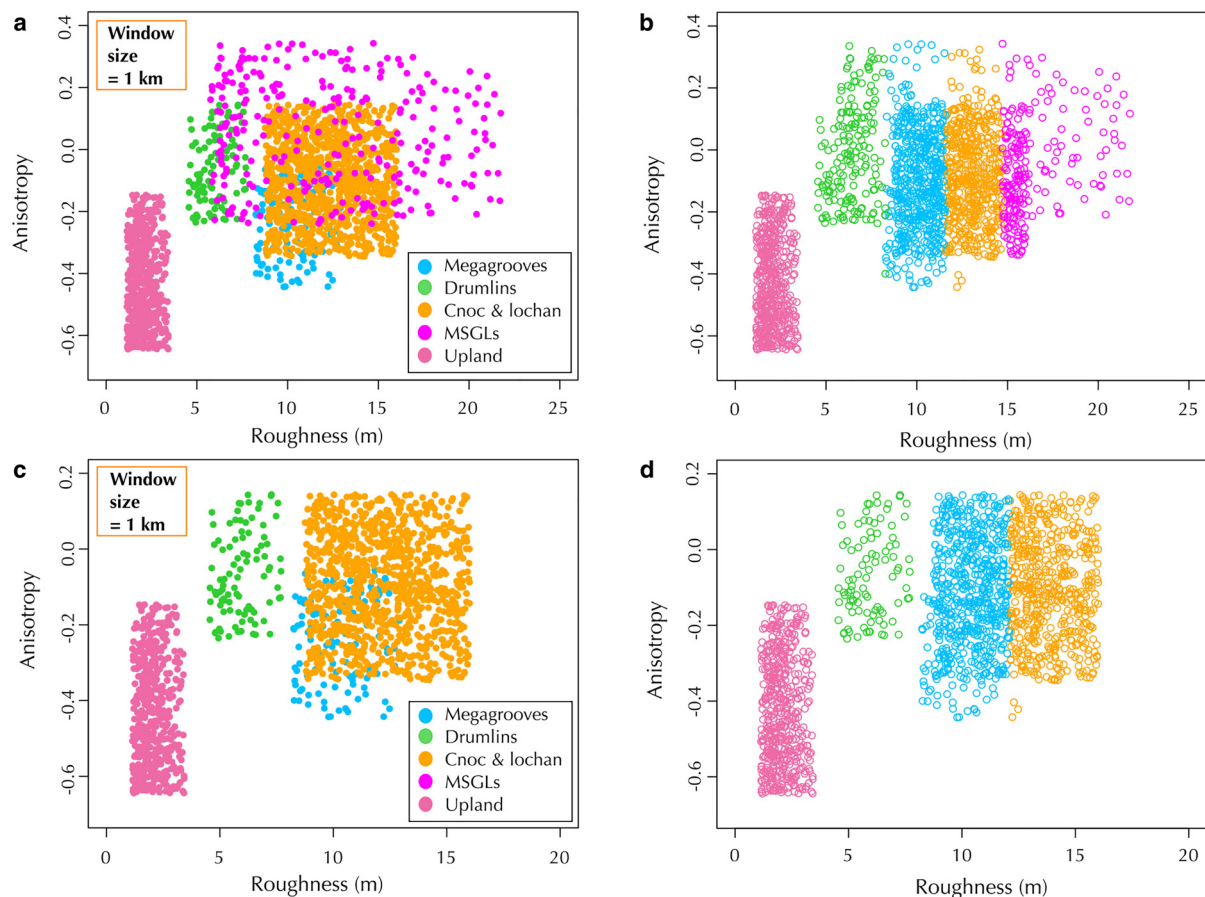 a
Window
size
= 1 km
0.4
0.2
0.0
-0.2
-0.4
-0.6
Anisotropy
Megagrooves
Drumlins
Cnoc & lochan
MSGLs
Upland
0 5 10 15 20 25
Roughness (m)
b
0.4
0.2
0.0
-0.2
-0.4
-0.6
Anisotropy
0 5 10 15 20 25
Roughness (m)
c
Window
size
= 1 km
0.2
0.0
-0.2
-0.4
-0.6
Anisotropy
Megagrooves
Drumlins
Cnoc & lochan
MSGLs
Upland
0 5 10 15 20
Roughness (m)
d
0.2
0.0
-0.2
-0.4
-0.6
Anisotropy
0 5 10 15 20
Roughness (m)